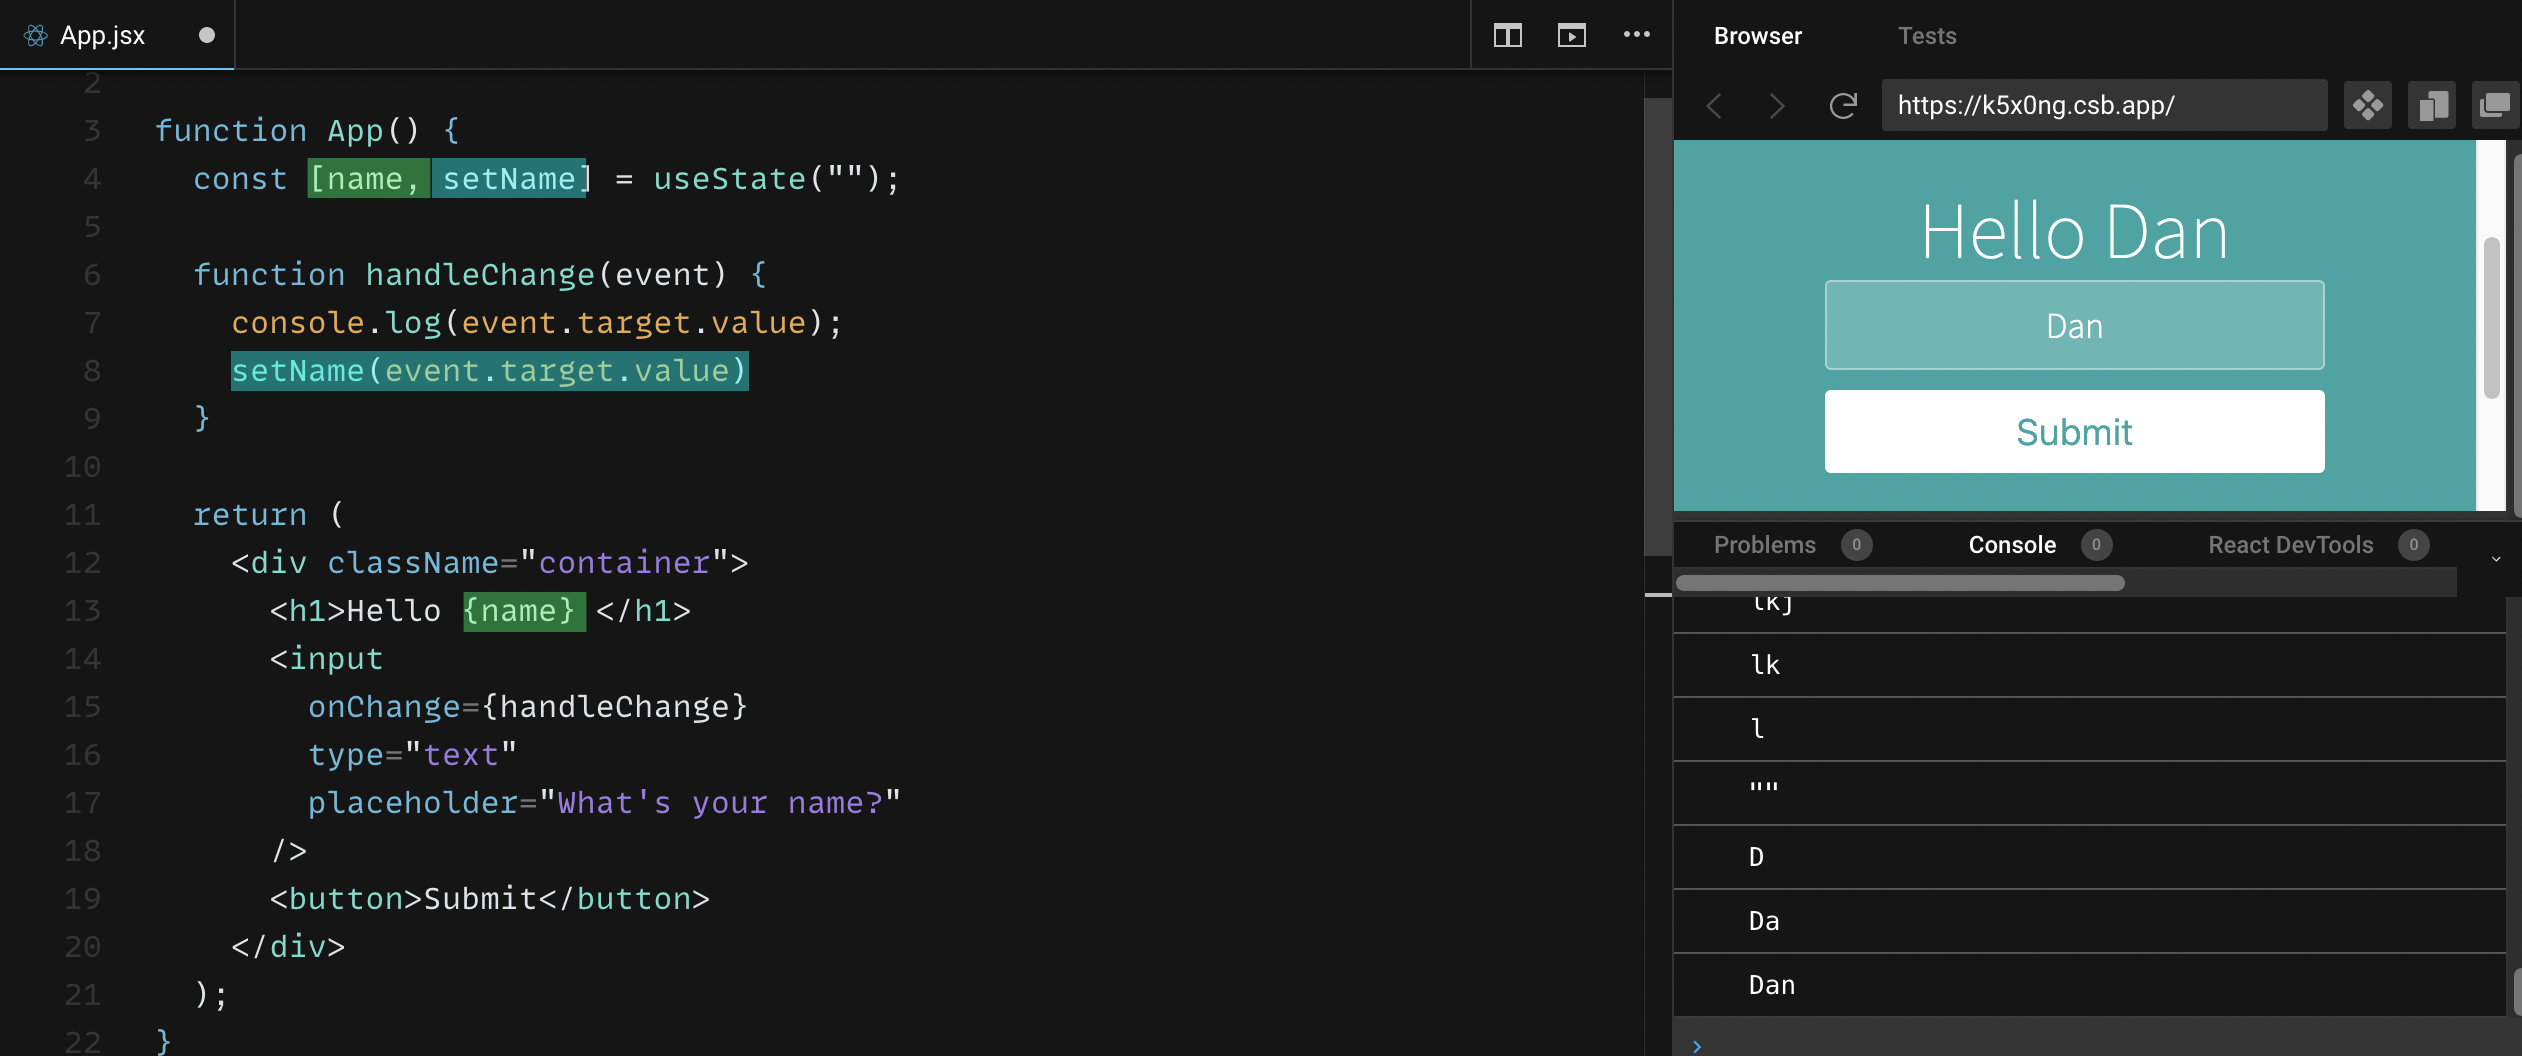 App.jsx
2
3 function App() {
4 const [name, setName] = useState("");
5
6 function handleChange(event) {
7 console.log(event.target.value);
8 setName(event.target.value)
9 }
10
11 return (
12 <div className="container">
13 <h1>Hello {name} </h1>
14 <input
15 onChange={handleChange}
16 type="text"
17 placeholder="What's your name?"
18 />
19 <button>Submit</button>
20 </div>
21 );
22 }
Browser Tests
https://k5x0ng.csb.app/
Hello Dan
Dan
Submit
Problems 0 Console 0 React DevTools 0
lkj
lk
l
""
D
Da
Dan